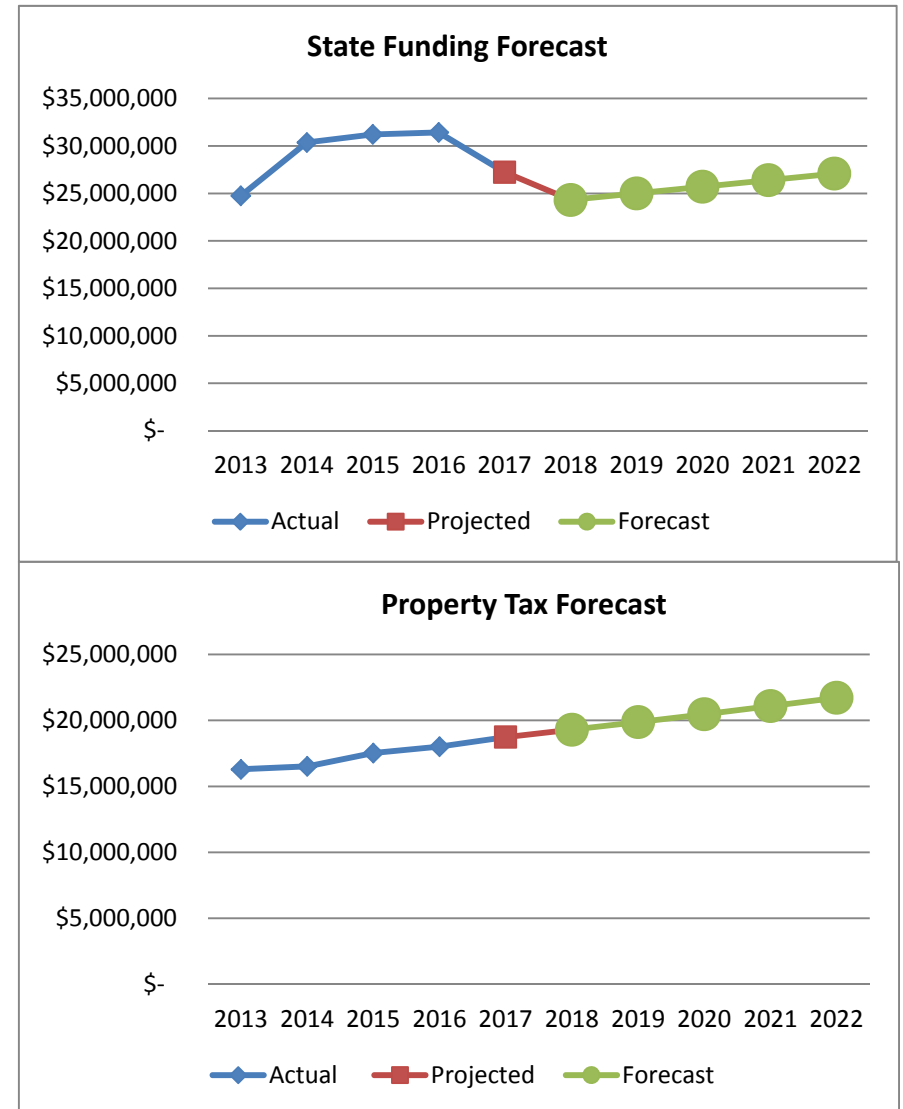 State Funding Forecast
$35,000,000
$30,000,000
$25,000,000
$20,000,000
$15,000,000
$10,000,000
$5,000,000
$-
2013 2014 2015 2016 2017 2018 2019 2020 2021 2022
Actual Projected Forecast
Property Tax Forecast
$25,000,000
$20,000,000
$15,000,000
$10,000,000
$5,000,000
$-
2013 2014 2015 2016 2017 2018 2019 2020 2021 2022
Actual Projected Forecast